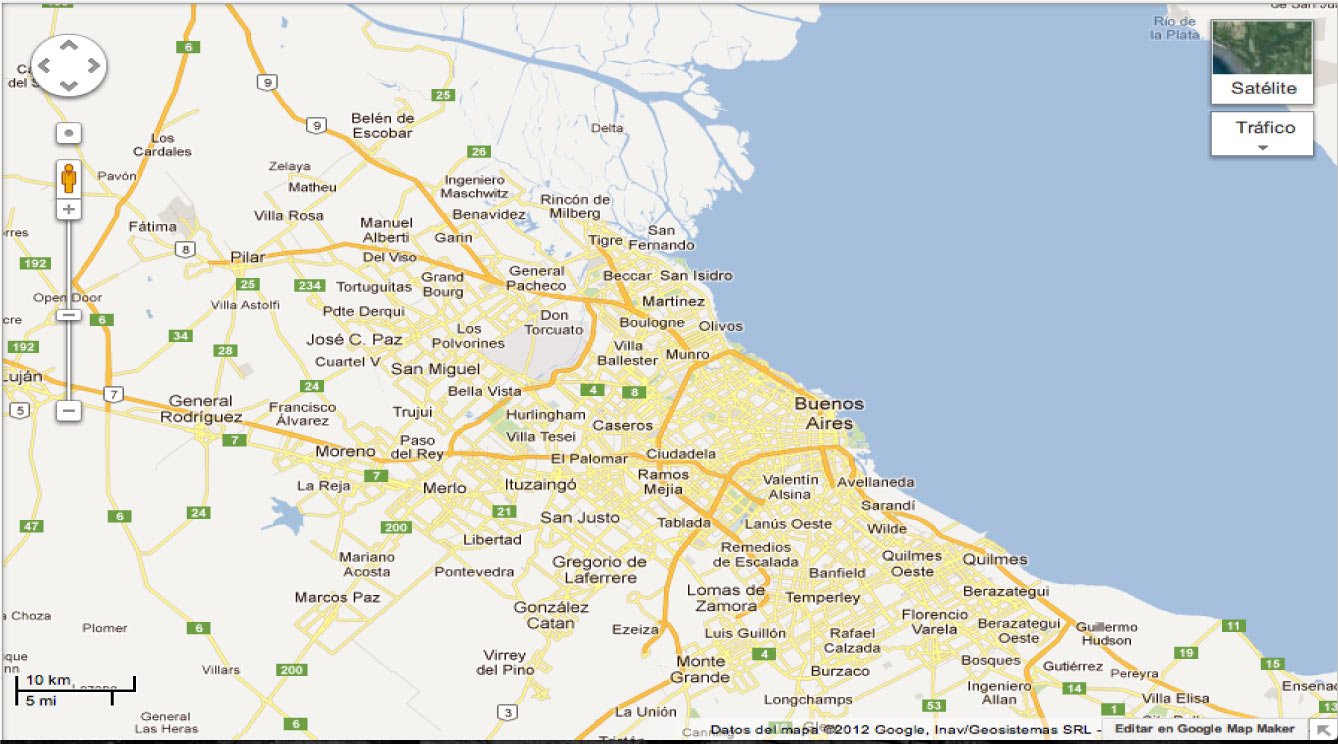 de San Ju
Río de
la Plata
Satélite
Tráfico
6
9
25
Belén de
Escobar
9
Delta
Los
Cardales
26
Zelaya
Pavón
Matheu
Ingeniero
Maschwitz
Rincón de
Milberg
Villa Rosa
Benavidez
Fátima
Manuel
Alberti
Garin
San
Fernando
Tigre
8
Pilar
Del Viso
192
General
Pacheco
Beccar
San Isidro
Grand
Bourg
25
234
Tortuguitas
Open Door
Villa Astolfi
Martinez
Pdte Derqui
Don
Torcuato
6
Boulogne
Olivos
34
Los
Polvorines
José C. Paz
192
28
Villa
Ballester
Munro
Cuartel V
San Miguel
Luján
24
Bella Vista
4
8
7
5
General
Rodríguez
Francisco
Álvarez
Trujui
Hurlingham
Buenos
Aires
Caseros
7
Villa Tesei
Paso
del Rey
Moreno
El Palomar
Ciudadela
7
Ramos
Mejía
La Reja
Merlo
Ituzaingó
Valentín
Alsina
Avellaneda
Sarandí
6
24
21
San Justo
Tablada
Lanús Oeste
Wilde
47
200
Libertad
Remedios
de Escalada
Mariano
Acosta
Gregorio de
Laferrere
Quilmes
Oeste
Quilmes
Pontevedra
Banfield
Marcos Paz
Lomas de
Zamora
Temperley
Berazategui
González
Catan
a Choza
Plomer
6
Ezeiza
Luis Guillón
Rafael
Calzada
Florencio
Varela
Berazategui
Oeste
Guillermo
Hudson
11
Virrey
del Pino
4
19
Monte
Grande
Bosques
Gutiérrez
15
Villars
200
Burzaco
Pereyra
10 km
5 mi
Longchamps
Ingeniero
Allan
14
Villa Elisa
Ensenad
General
Las Heras
6
3
La Unión
53
1
13
Canning
Datos del mapa ©2012 Google, Inav/Geosistemas SRL -
Editar en Google Map Maker